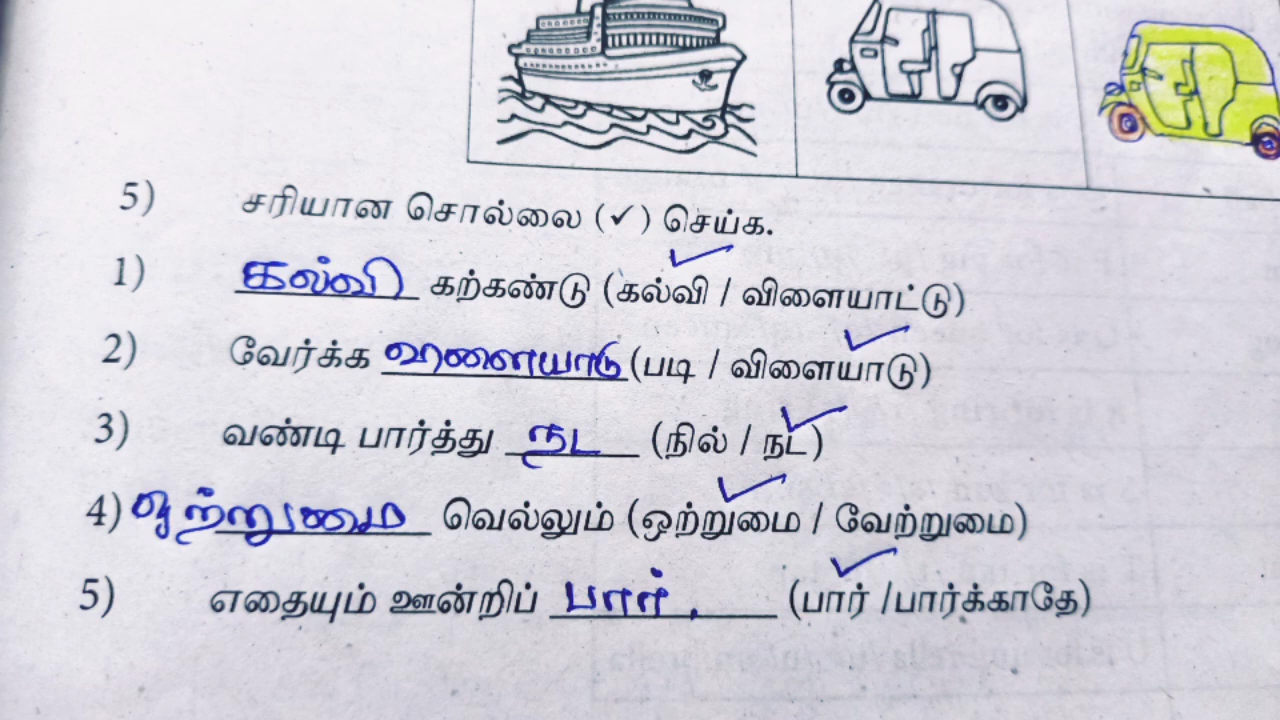 5) சரியான சொல்லை (✓) செய்க.
1) கல்வி கற்கண்டு (கல்வி / விளையாட்டு)
2) வேர்க்க விளையாடு (படி / விளையாடு)
3) வண்டி பார்த்து நட (நில் / நட)
4) ஒற்றுமை வெல்லும் (ஒற்றுமை / வேற்றுமை)
5) எதையும் ஊன்றிப் பார். (பார் /பார்க்காதே)